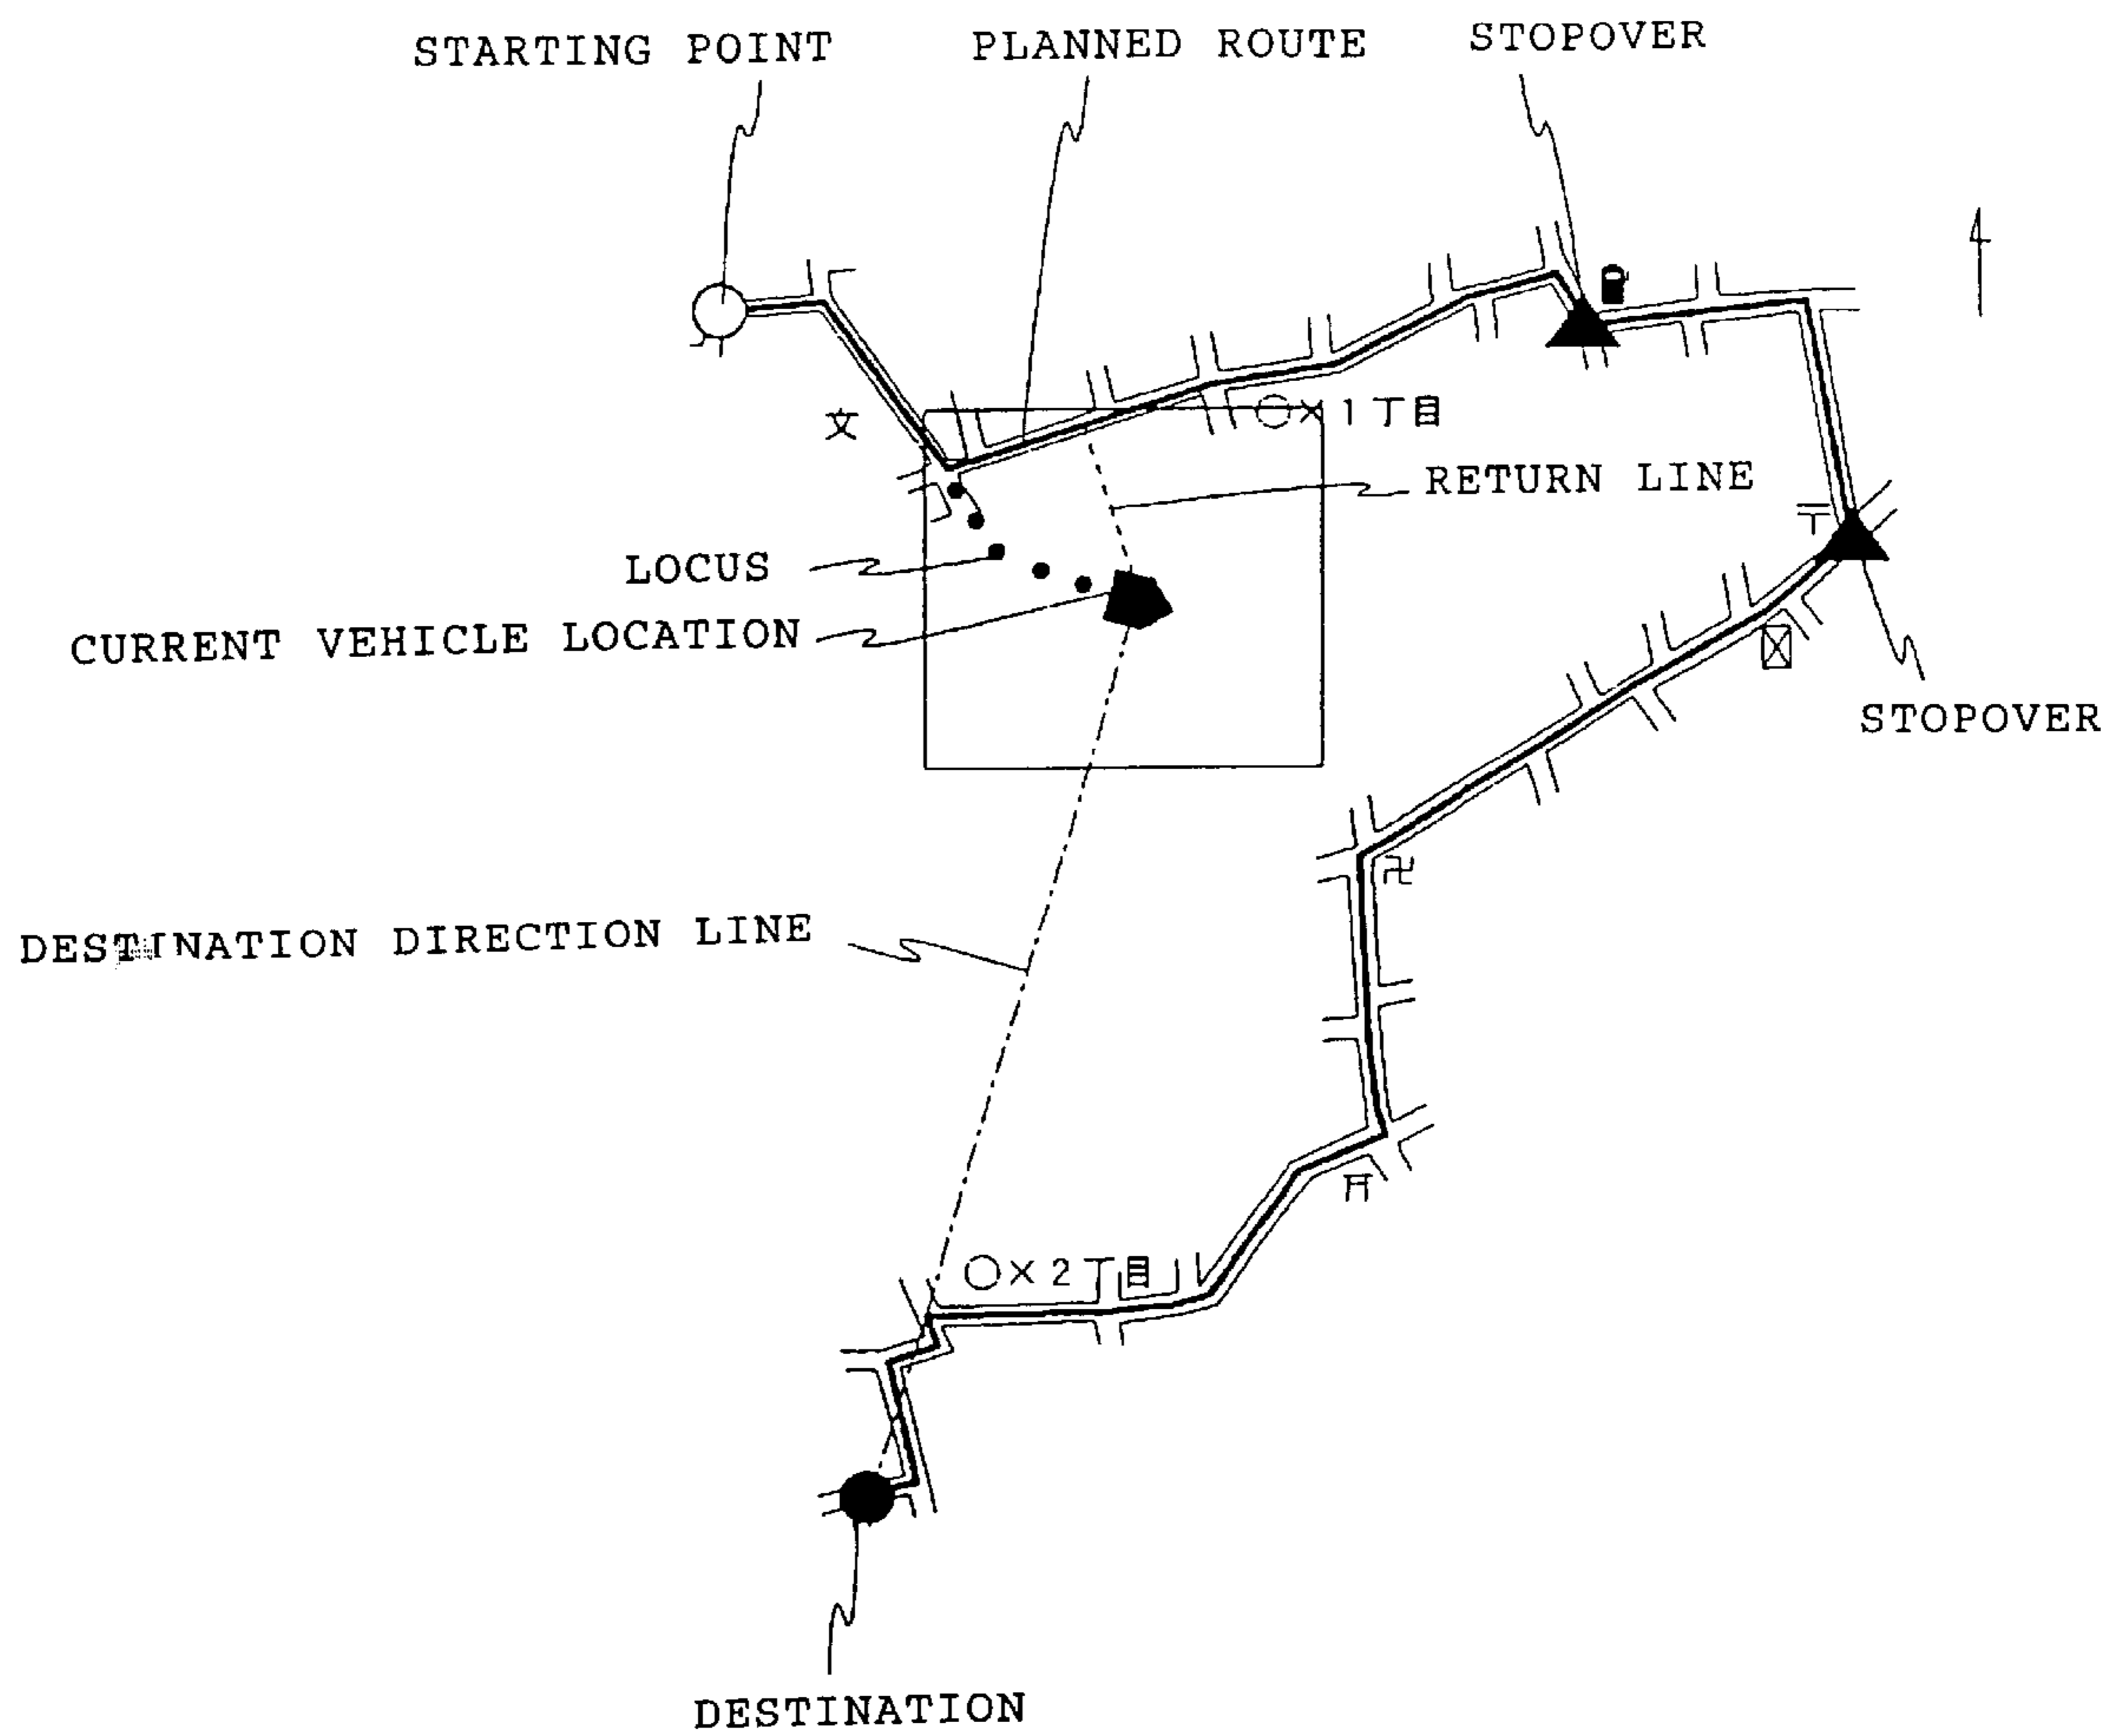 STARTING POINT
PLANNED ROUTE
STOPOVER
文
○×1丁目
RETURN LINE
〒
LOCUS
CURRENT VEHICLE LOCATION
STOPOVER
卍
DESTINATION DIRECTION LINE
○×2丁目
DESTINATION